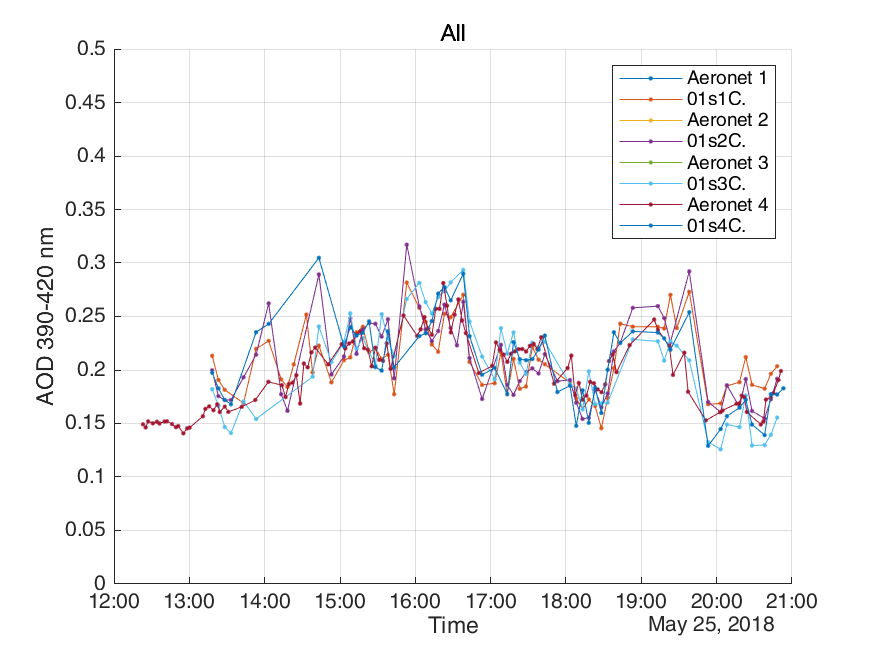 All
0.5
0.45
0.4
0.35
0.3
0.25
0.2
0.15
0.1
0.05
0
AOD 390-420 nm
Aeronet 1
01s1C.
Aeronet 2
01s2C.
Aeronet 3
01s3C.
Aeronet 4
01s4C.
12:00 13:00 14:00 15:00 16:00 17:00 18:00 19:00 20:00 21:00
Time
May 25, 2018